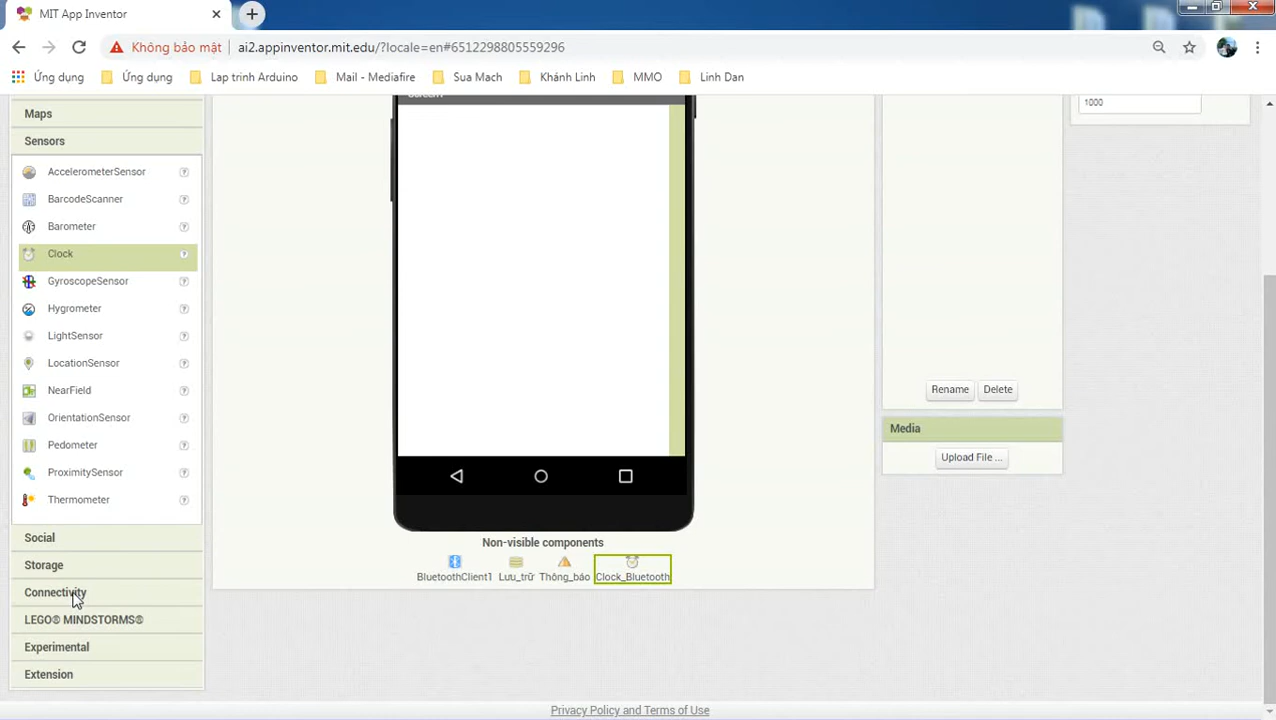 MIT App Inventor
Không bảo mật
ai2.appinventor.mit.edu/?locale=en#6512298805559296
Ứng dụng
Ứng dụng
Lap trinh Arduino
Mail - Mediafire
Sua Mach
Khánh Linh
MMO
Linh Dan
Maps
1000
Sensors
AccelerometerSensor
BarcodeScanner
Barometer
Clock
GyroscopeSensor
Hygrometer
LightSensor
LocationSensor
NearField
OrientationSensor
Pedometer
ProximitySensor
Thermometer
Social
Storage
Connectivity
LEGO® MINDSTORMS®
Experimental
Extension
Non-visible components
BluetoothClient1
Lưu_trữ
Thông_báo
Clock_Bluetooth
Rename
Delete
Media
Upload File ...
Privacy Policy and Terms of Use